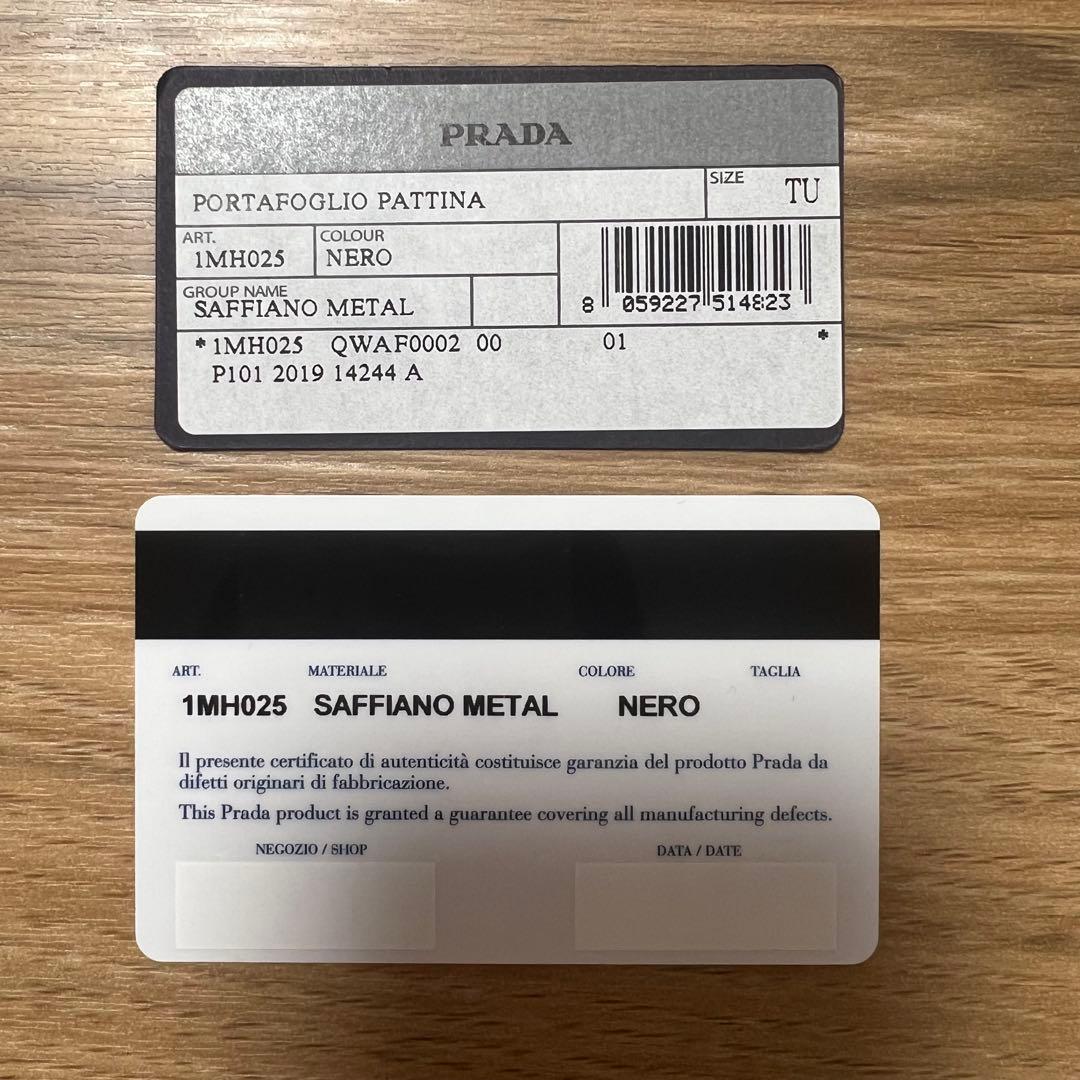 PRADA
PORTAFOGLIO PATTINA
SIZE
TU
ART.
1MH025
COLOUR
NERO
GROUP NAME
SAFFIANO METAL
8 059227 514823
* 1MH025 QWAF0002 00 01 *
P101 2019 14244 A
ART. MATERIALE COLORE TAGLIA
1MH025 SAFFIANO METAL NERO
Il presente certificato di autenticità costituisce garanzia del prodotto Prada da
difetti originari di fabbricazione.
This Prada product is granted a guarantee covering all manufacturing defects.
NEGOZIO / SHOP DATA / DATE